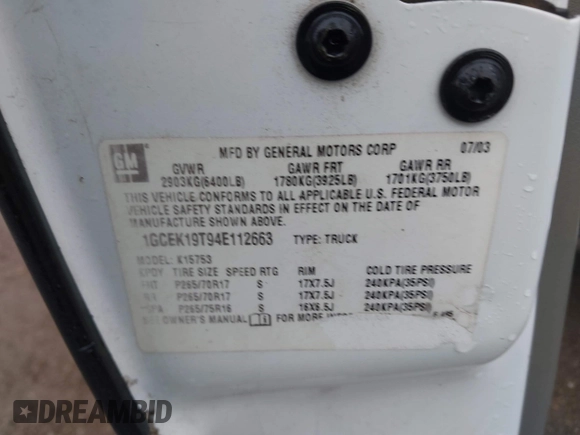 GM
MFD BY GENERAL MOTORS CORP 07/03
GVWR GAWR FRT GAWR RR
2903KG(6400LB) 1780KG(3925LB) 1701KG(3750LB)
THIS VEHICLE CONFORMS TO ALL APPLICABLE U.S. FEDERAL MOTOR
VEHICLE SAFETY STANDARDS IN EFFECT ON THE DATE OF
MANUFACTURE SHOWN ABOVE.
1GCEK19T94E112663 TYPE: TRUCK
MODEL: K15753
TIRE SIZE SPEED RTG RIM COLD TIRE PRESSURE
FRT P265/70R17 S 17X7.5J 240KPA(35PSI)
P265/70R17 S 17X7.5J 240KPA(35PSI)
P265/75R16 S 16X6.5J 240KPA(35PSI)
OWNER'S MANUAL FOR MORE
DREAMBID